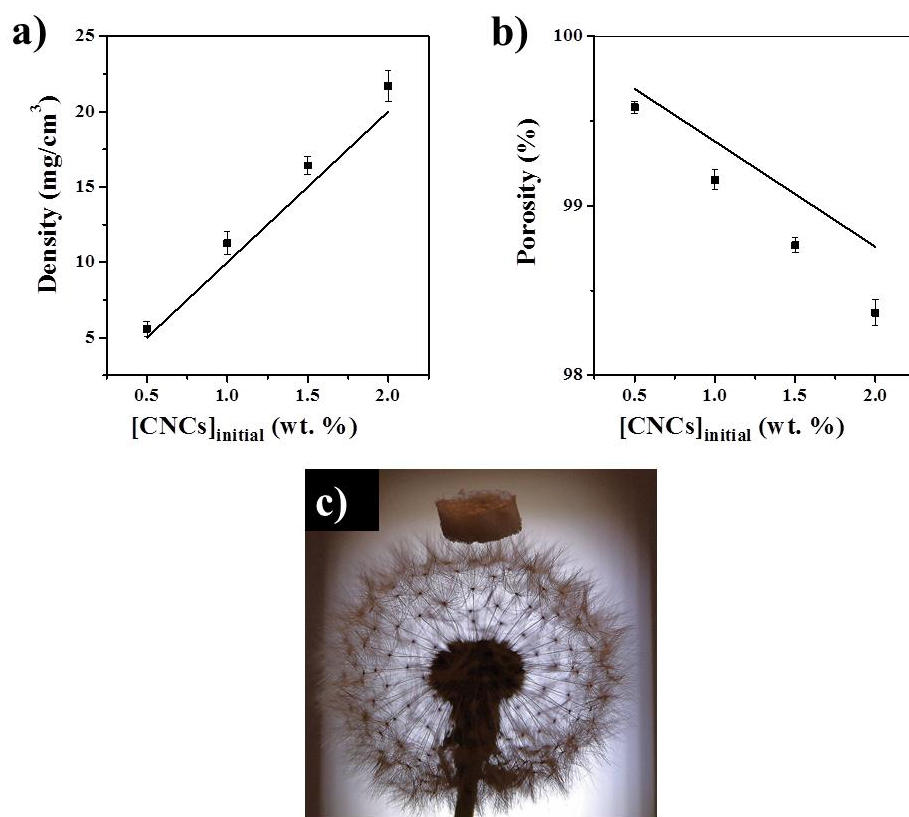 a)
25
20
15
10
5
Density (mg/cm³)
0.5 1.0 1.5 2.0
[CNCs]initial (wt. %)
b)
100
99
98
Porosity (%)
0.5 1.0 1.5 2.0
[CNCs]initial (wt. %)
c)